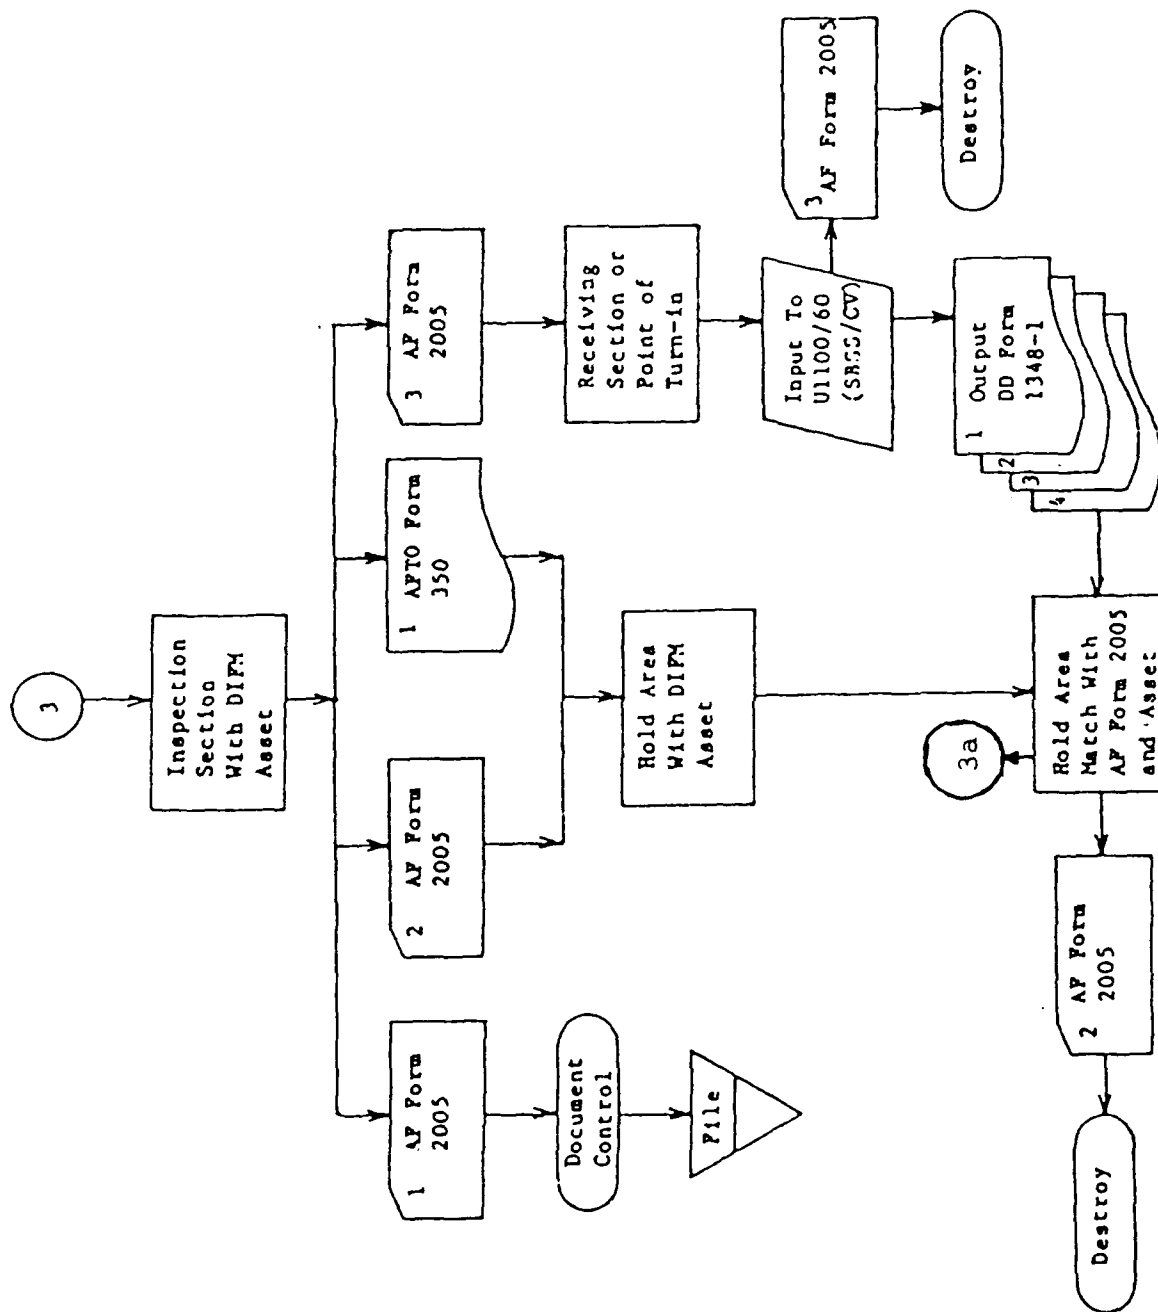 3
Inspection
Section
With DIFM
Asset
1 AF Form
2005
2 AF Form
2005
1 AFTO Form
350
3 AF Form
2005
Document
Control
File
Hold Area
With DIFM
Asset
Receiving
Section or
Point of
Turn-in
Input To
U1100/60
(SBSS/CV)
3 AF Form 2005
Destroy
1 Output
DD Form
1348-1
2
3
4
Hold Area
Match With
AF Form 2005
and Asset
3a
2 AF Form
2005
Destroy